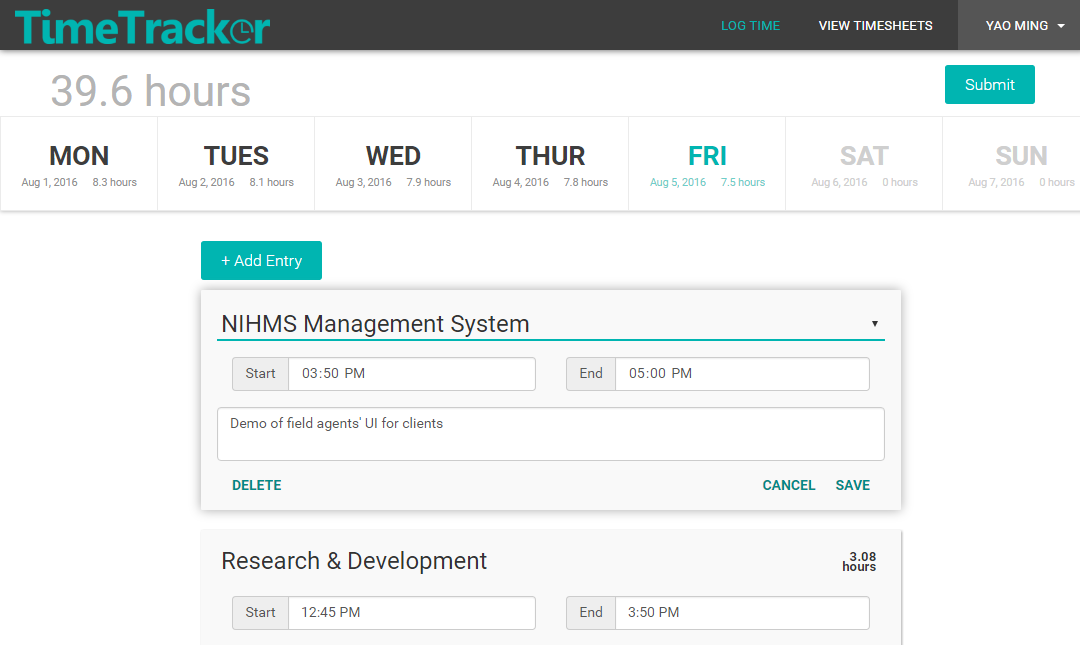 TimeTracker LOG TIME VIEW TIMESHEETS YAO MING
39.6 hours Submit
MON TUES WED THUR FRI SAT SUN
Aug 1, 2016 8.3 hours Aug 2, 2016 8.1 hours Aug 3, 2016 7.9 hours Aug 4, 2016 7.8 hours Aug 5, 2016 7.5 hours Aug 6, 2016 0 hours Aug 7, 2016 0 hours
+ Add Entry
NIHMS Management System
Start 03:50 PM End 05:00 PM
Demo of field agents' UI for clients
DELETE CANCEL SAVE
Research & Development 3.08
hours
Start 12:45 PM End 3:50 PM